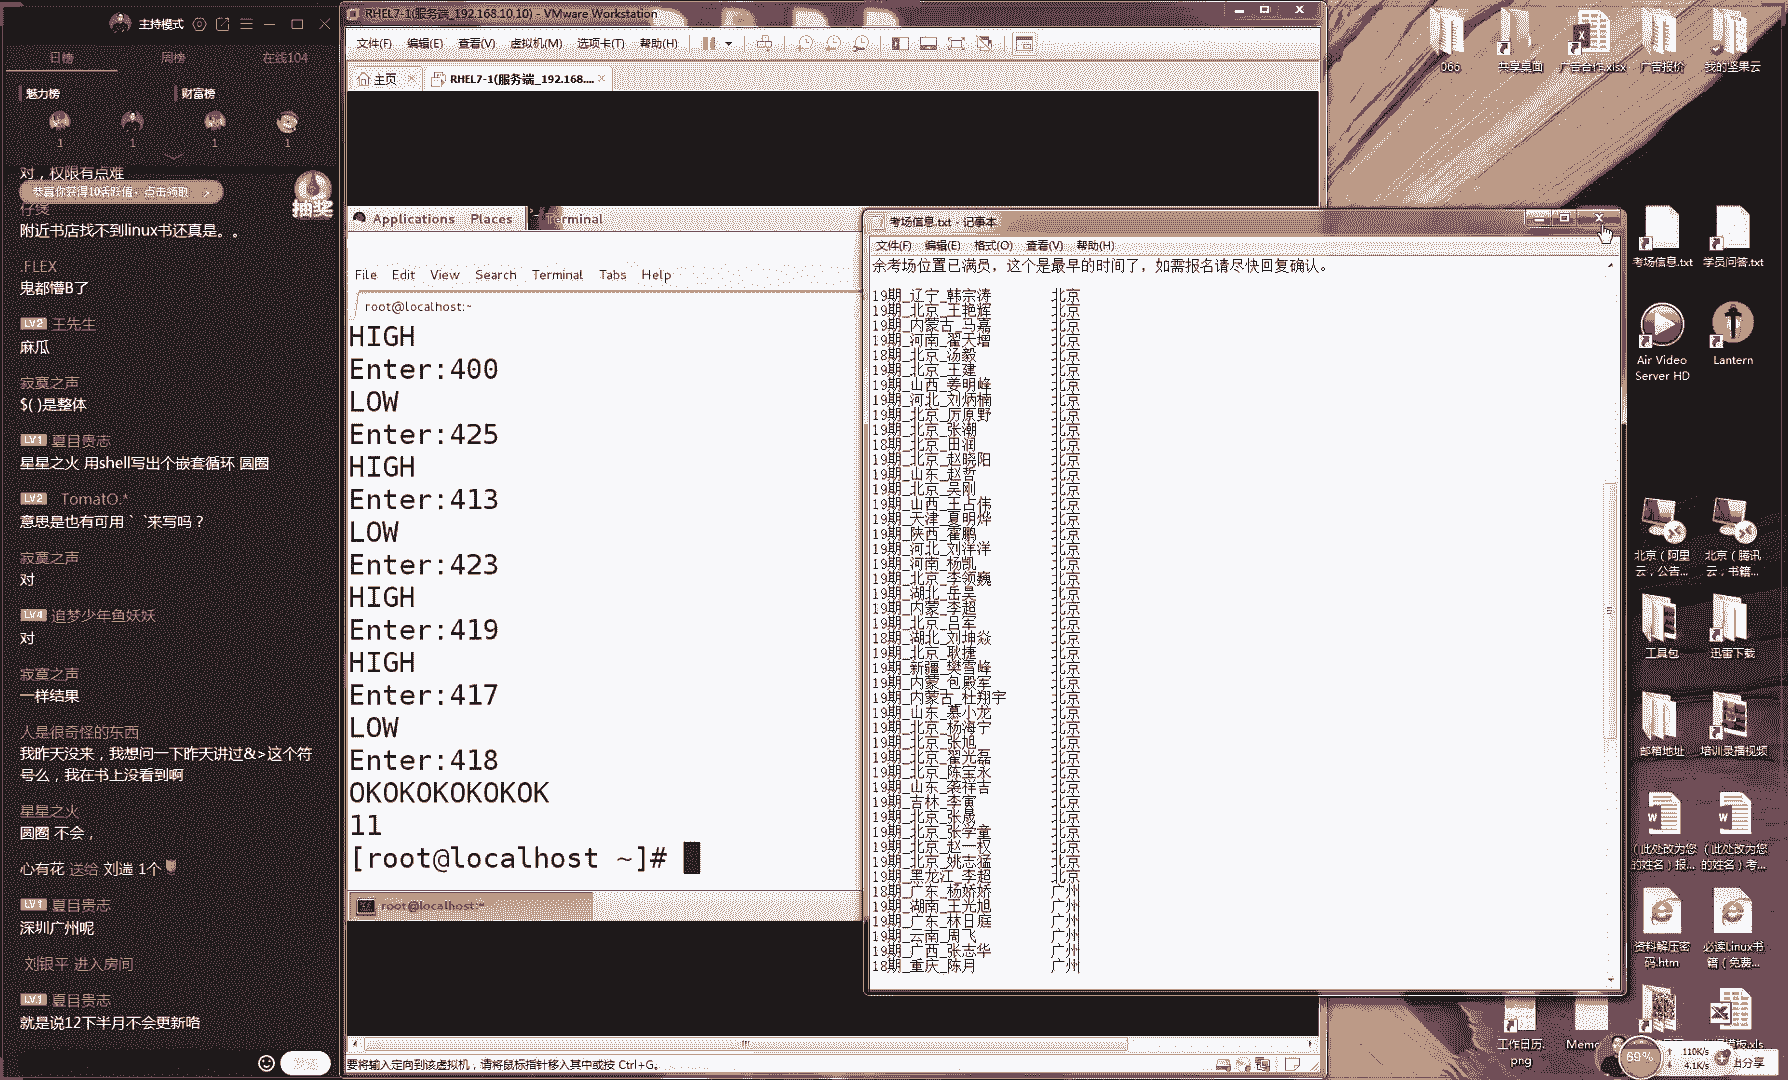 主持模式
日榜 周榜 在线104
魅力榜 财富榜
1 1 1 1
对，权限有点难
恭喜你获得10活跃值，点击领取 >
抽奖
附近书店找不到linux书还真是。。
.FLEX
鬼都懵B了
LV2 王先生
麻瓜
寂寞之声
$( )是整体
LV1 夏目贵志
星星之火 用shell写出个嵌套循环 圆圈
LV2 TomatO.*
意思是也有可用 ` `来写吗？
寂寞之声
对
LV4 追梦少年鱼妖妖
对
寂寞之声
一样结果
人是很奇怪的东西
我昨天没来，我想问一下昨天讲过&>这个符
号么，我在书上没看到啊
星星之火
圆圈 不会，
心有花 送给 刘遄 1个
LV1 夏目贵志
深圳广州呢
刘银平 进入房间
LV1 夏目贵志
就是说12下半月不会更新咯
发送
RHEL7-1(服务端_192.168.10.10) - VMware Workstation
文件(F) 编辑(E) 查看(V) 虚拟机(M) 选项卡(T) 帮助(H)
主页 RHEL7-1(服务端_192.168....
Applications Places Terminal
File Edit View Search Terminal Tabs Help
root@localhost:~
HIGH
Enter:400
LOW
Enter:425
HIGH
Enter:413
LOW
Enter:423
HIGH
Enter:419
HIGH
Enter:417
LOW
Enter:418
OKOKOKOKOKOK
11
[root@localhost ~]#
root@localhost:~
要将输入定向到该虚拟机，请将鼠标指针移入其中或按 Ctrl+G。
考场信息.txt - 记事本
文件(F) 编辑(E) 格式(O) 查看(V) 帮助(H)
余考场位置已满员，这个是最早的时间了，如需报名请尽快回复确认。
19期_辽宁_韩宗涛 北京
19期_北京_王艳辉 北京
19期_内蒙古_马嘉 北京
19期_河南_翟天增 北京
18期_北京_汤毅 北京
19期_北京_王建 北京
19期_山西_姜明峰 北京
19期_河北_刘炳楠 北京
19期_北京_厉原野 北京
19期_北京_张潮 北京
18期_北京_田润 北京
19期_北京_赵晓阳 北京
19期_山东_赵哲 北京
19期_北京_吴刚 北京
19期_山西_王占伟 北京
19期_天津_夏明烨 北京
19期_陕西_霍鹏 北京
19期_河北_刘洋洋 北京
19期_河南_杨凯 北京
19期_北京_李领巍 北京
19期_湖北_岳昊 北京
19期_内蒙_李超 北京
19期_北京_吕军 北京
18期_湖北_刘坤焱 北京
19期_北京_耿捷 北京
19期_新疆_樊雪峰 北京
19期_内蒙_包殿军 北京
19期_内蒙古_杜翔宇 北京
19期_山东_慕小龙 北京
19期_北京_杨海宁 北京
19期_北京_张旭 北京
19期_北京_翟光磊 北京
19期_北京_陈宝永 北京
19期_山东_袭祥吉 北京
19期_吉林_李寅 北京
19期_北京_张晟 北京
19期_北京_张学童 北京
19期_北京_赵一权 北京
19期_北京_姚志猛 北京
19期_黑龙江_李超 北京
18期_广东_杨娇娇 广州
19期_湖南_王光旭 广州
19期_广东_林日庭 广州
19期_云南_周飞 广州
19期_广西_张志华 广州
18期_重庆_陈月 广州
066 共享桌面 广告合作.xlsx 广告报价 我的坚果云
考场信息.txt 学员问答.txt
Air Video Server HD Lantern
北京（阿里云，公告... 北京（腾讯云，书籍...
工具包 迅雷下载
邮箱地址 培训录播视频
（此处改为您的姓名）报... （此处改为您的姓名）考...
资料解压密码.htm 必读Linux书籍（免费...
工作日历.png Memo
69% 110K/s 4.1K/s